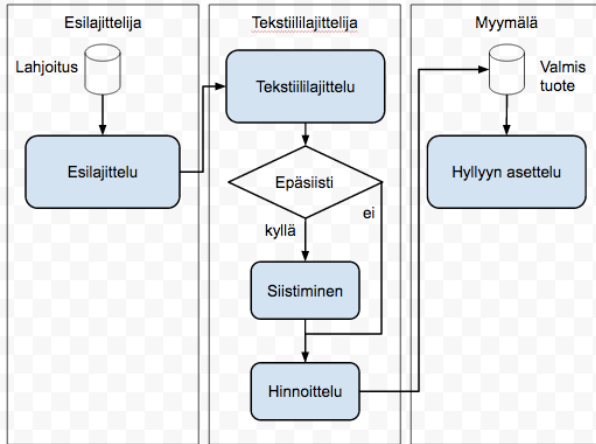 Esilajittelija
Lahjoitus
Esilajittelu
Tekstiililajittelija
Tekstiililajittelu
Epäsiisti
ei
kyllä
Siistiminen
Hinnoittelu
Myymälä
Valmis
tuote
Hyllyyn asettelu